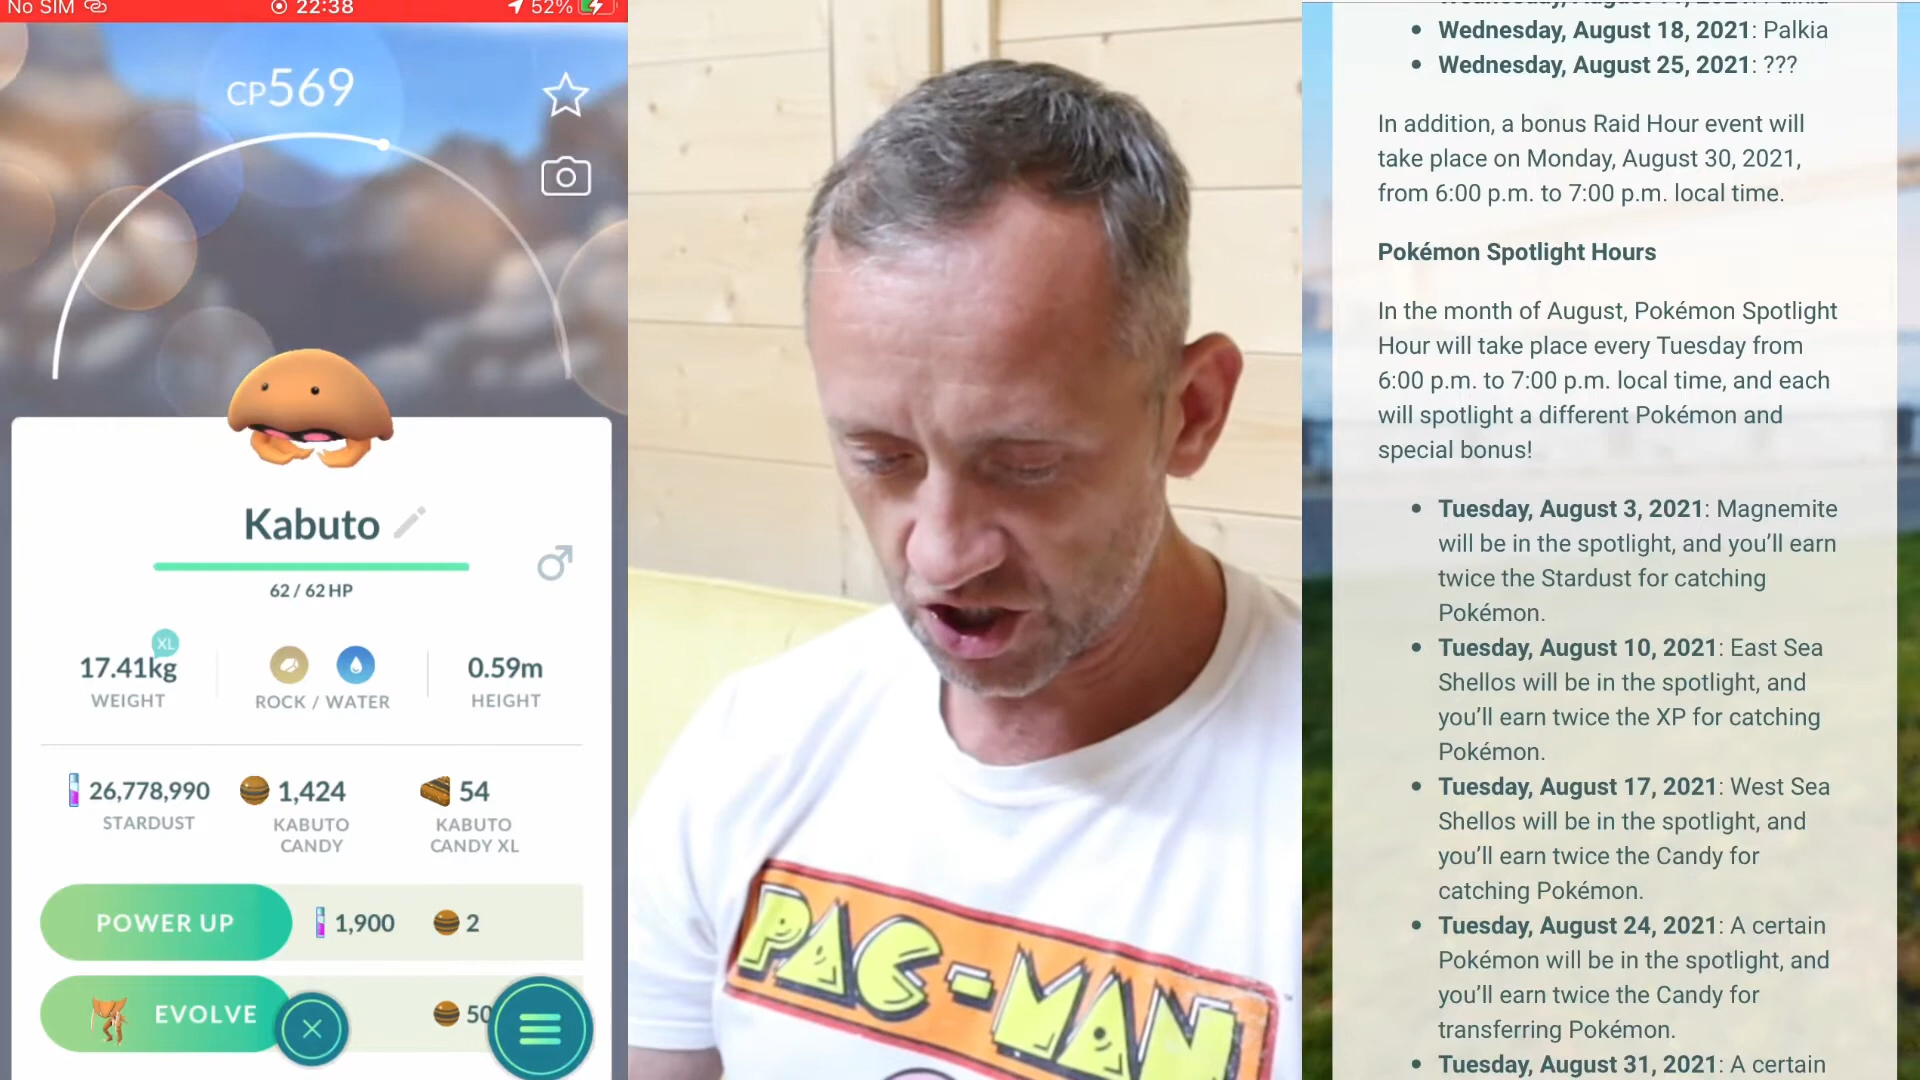 No SIM
22:38
52%
CP569
Kabuto
62 / 62 HP
XL
17.41kg
WEIGHT
ROCK / WATER
0.59m
HEIGHT
26,778,990
STARDUST
1,424
KABUTO
CANDY
54
KABUTO
CANDY XL
POWER UP
1,900
2
EVOLVE
50
PAC-MAN
Wednesday, August 18, 2021: Palkia
Wednesday, August 25, 2021: ???
In addition, a bonus Raid Hour event will
take place on Monday, August 30, 2021,
from 6:00 p.m. to 7:00 p.m. local time.
Pokémon Spotlight Hours
In the month of August, Pokémon Spotlight
Hour will take place every Tuesday from
6:00 p.m. to 7:00 p.m. local time, and each
will spotlight a different Pokémon and
special bonus!
Tuesday, August 3, 2021: Magnemite
will be in the spotlight, and you’ll earn
twice the Stardust for catching
Pokémon.
Tuesday, August 10, 2021: East Sea
Shellos will be in the spotlight, and
you’ll earn twice the XP for catching
Pokémon.
Tuesday, August 17, 2021: West Sea
Shellos will be in the spotlight, and
you’ll earn twice the Candy for
catching Pokémon.
Tuesday, August 24, 2021: A certain
Pokémon will be in the spotlight, and
you’ll earn twice the Candy for
transferring Pokémon.
Tuesday, August 31, 2021: A certain